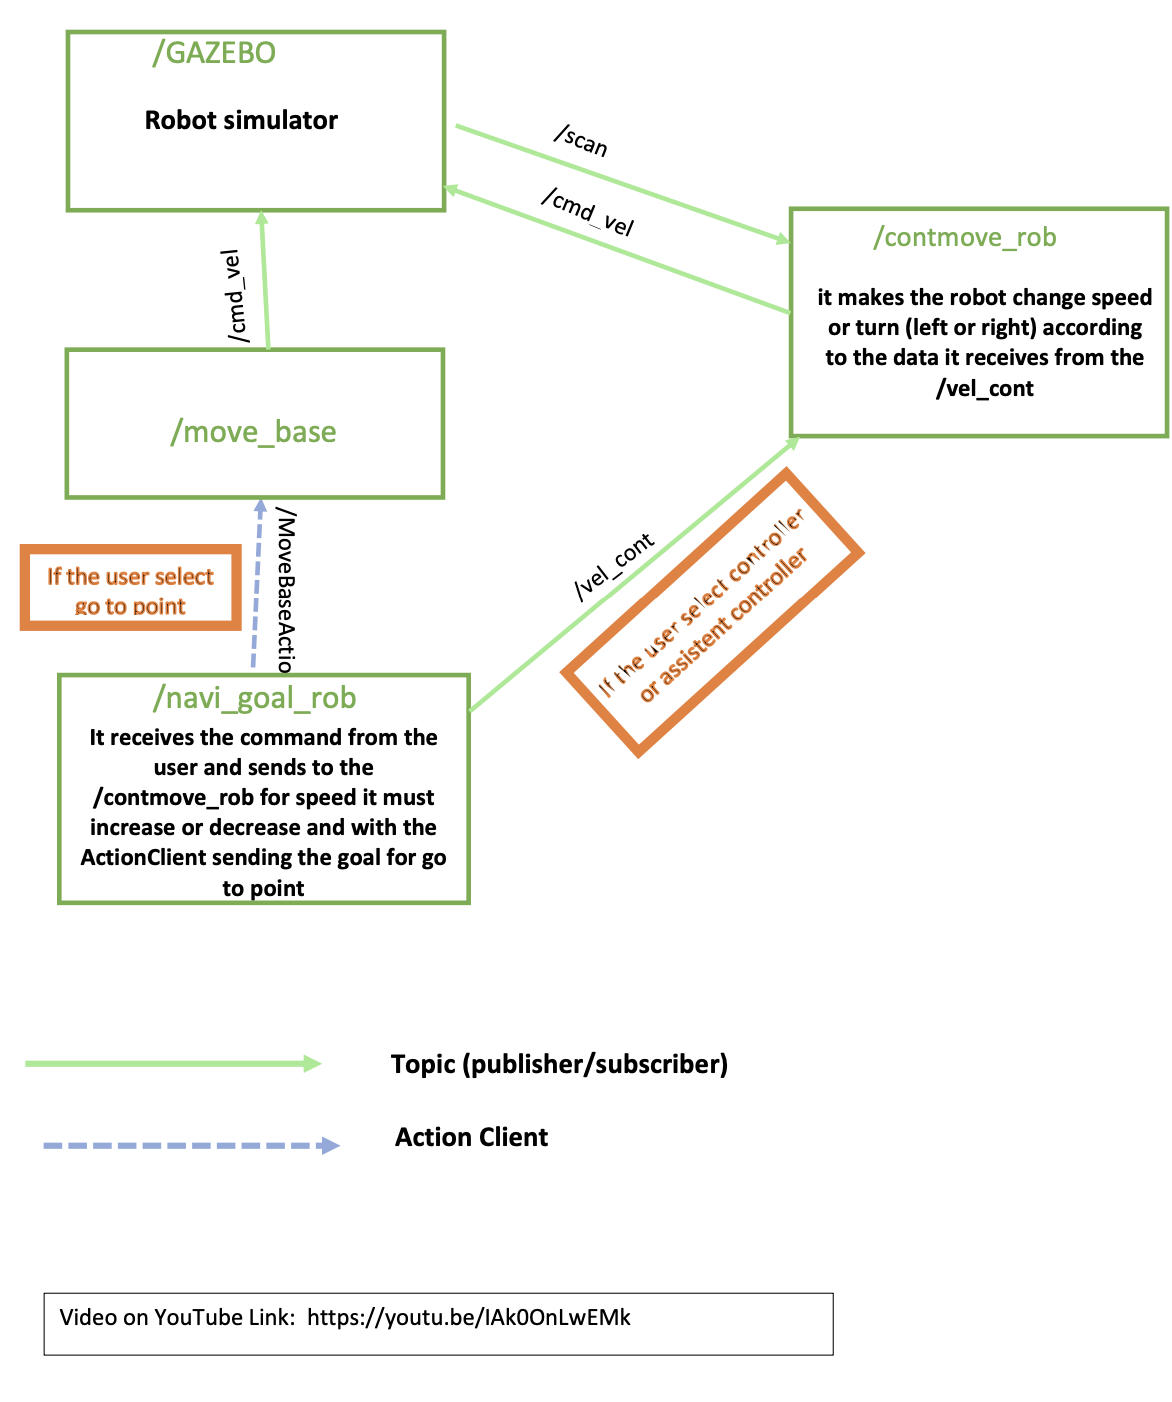 /GAZEBO
Robot simulator
/scan
/cmd_vel
/cmd_vel
/contmove_rob
it makes the robot change speed
or turn (left or right) according
to the data it receives from the
/vel_cont
/move_base
/MoveBaseActio
If the user select
go to point
/vel_cont
If the user select controller
or assistent controller
/navi_goal_rob
It receives the command from the
user and sends to the
/contmove_rob for speed it must
increase or decrease and with the
ActionClient sending the goal for go
to point
Topic (publisher/subscriber)
Action Client
Video on YouTube Link:  https://youtu.be/IAk0OnLwEMk